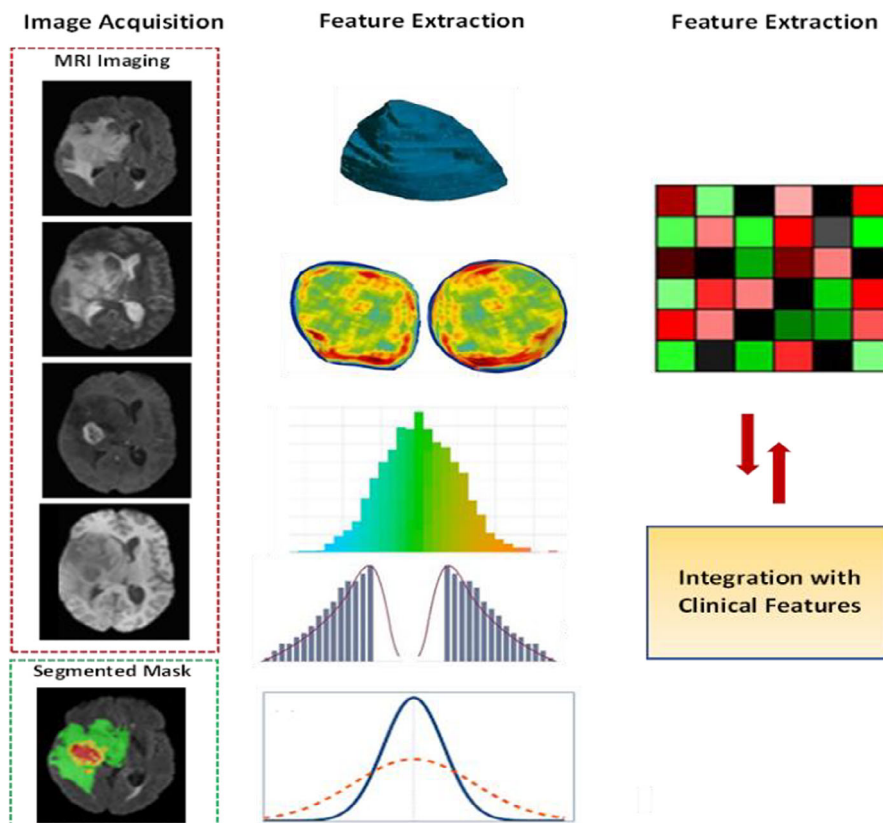 Image Acquisition
Feature Extraction
Feature Extraction
MRI Imaging
Integration with
Clinical Features
Segmented Mask